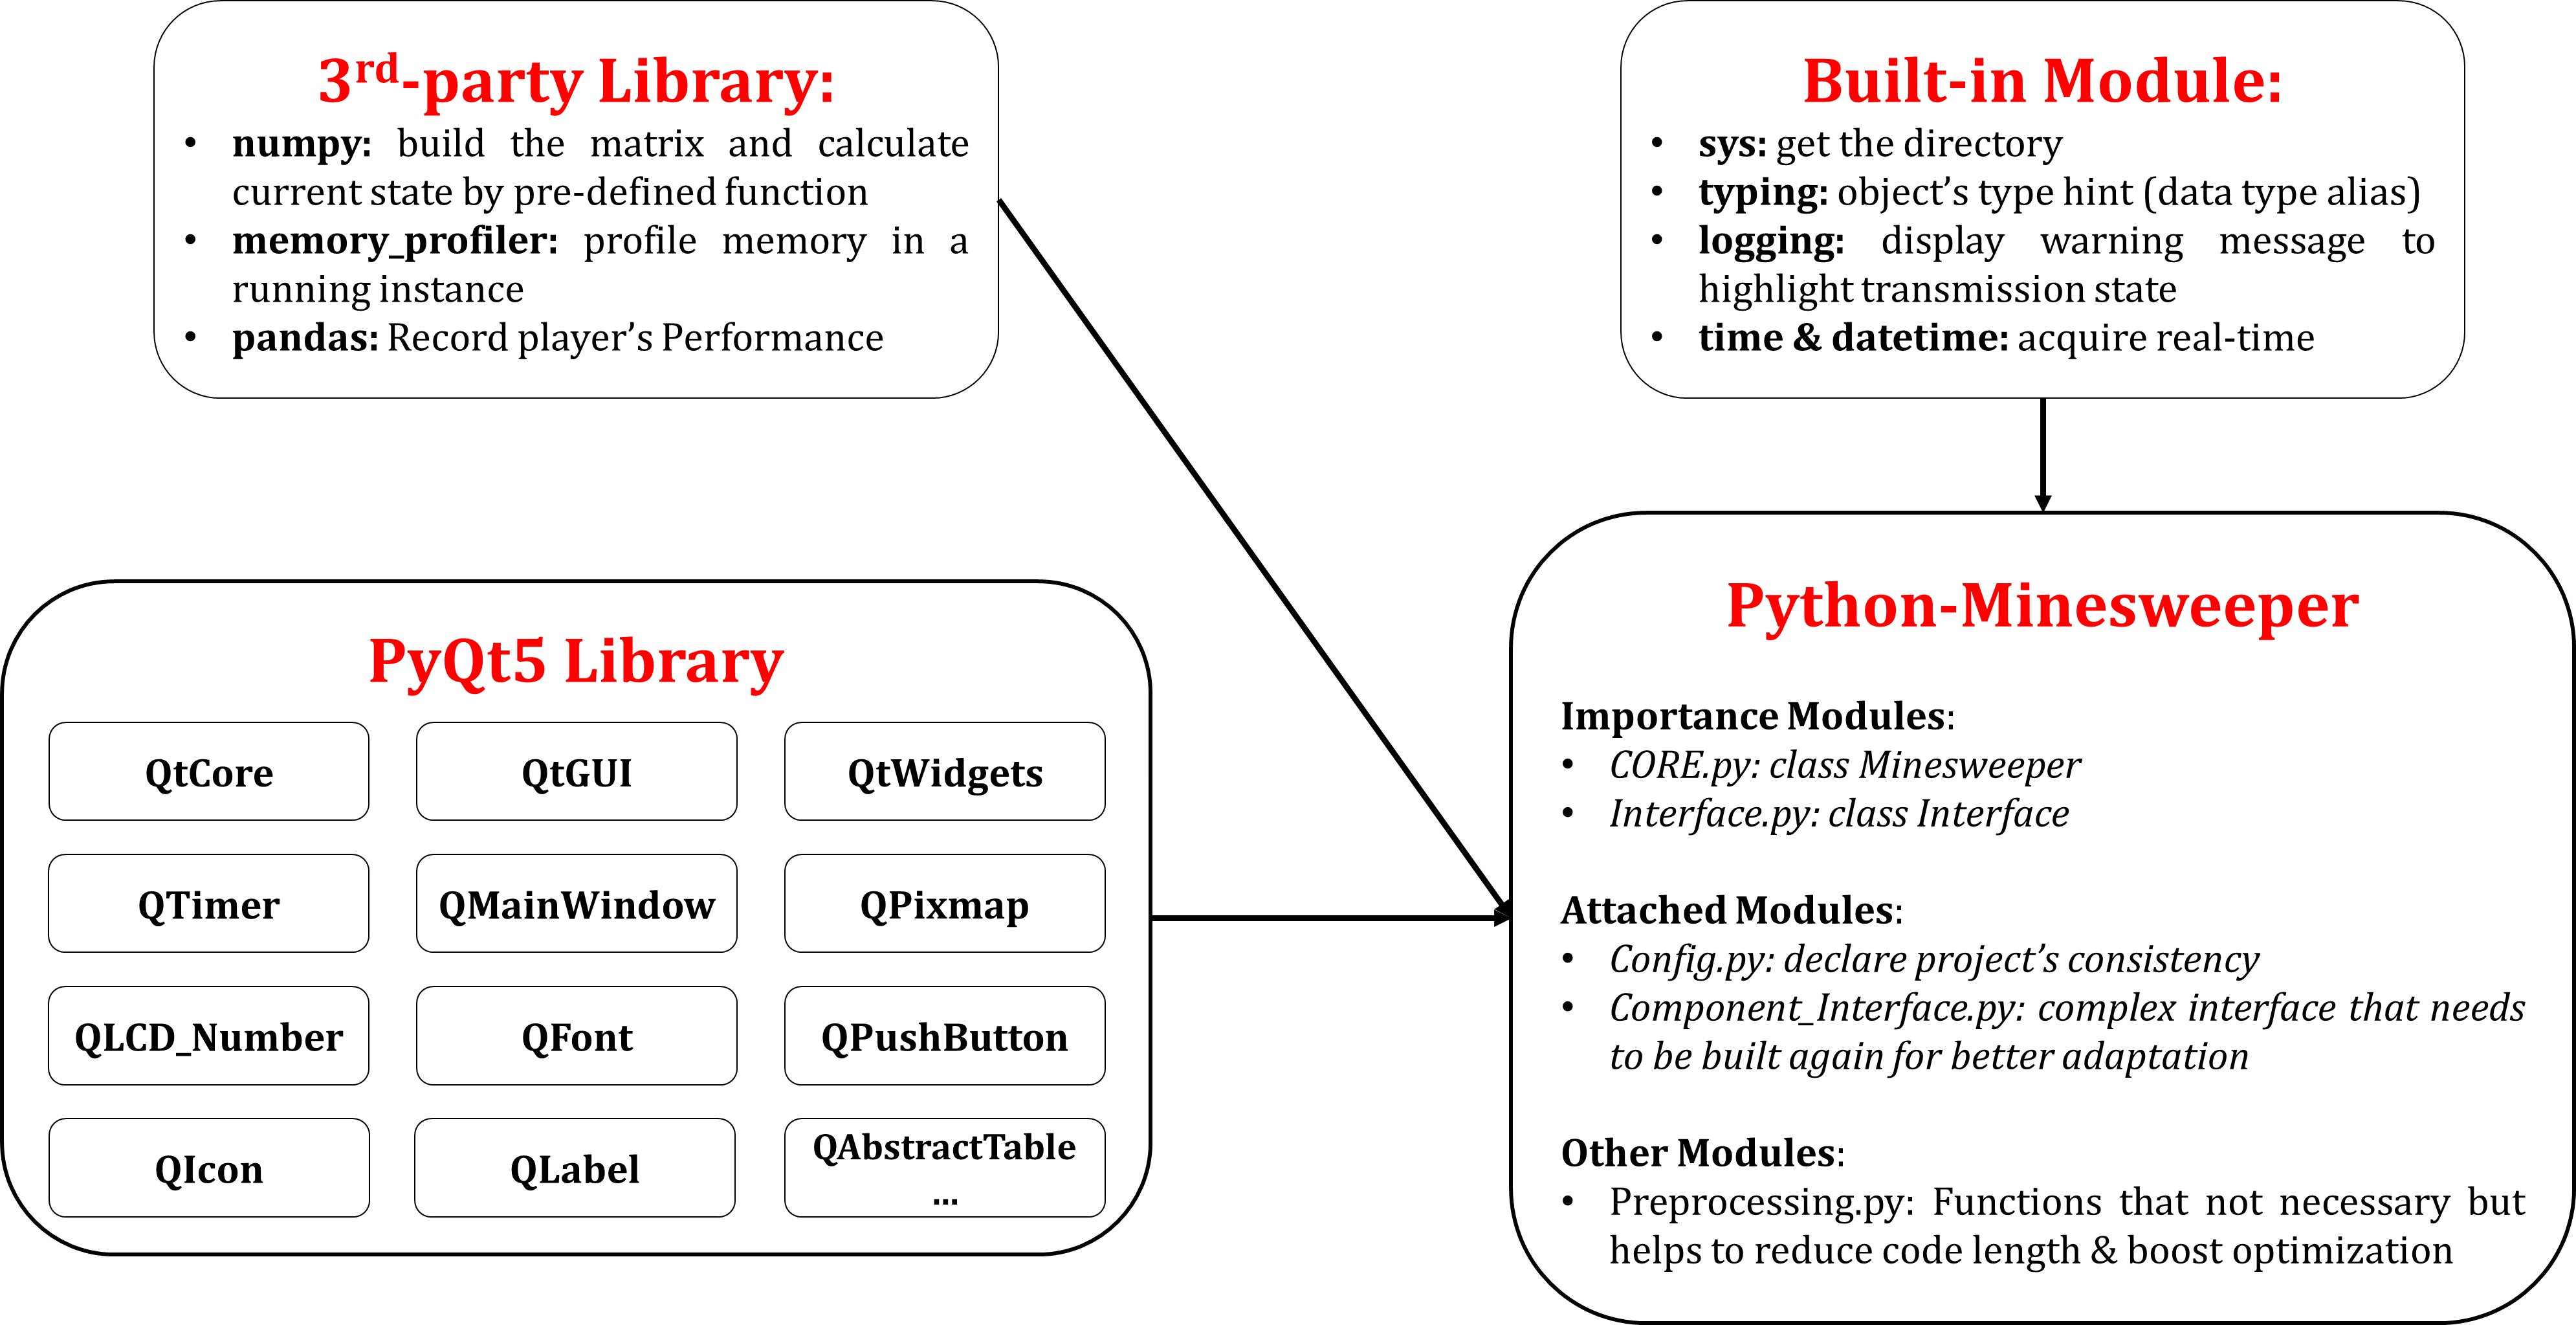 3rd-party Library:
• numpy: build the matrix and calculate
current state by pre-defined function
• memory_profiler: profile memory in a
running instance
• pandas: Record player’s Performance
Built-in Module:
• sys: get the directory
• typing: object’s type hint (data type alias)
• logging: display warning message to
highlight transmission state
• time & datetime: acquire real-time
PyQt5 Library
QtCore
QtGUI
QtWidgets
QTimer
QMainWindow
QPixmap
QLCD_Number
QFont
QPushButton
QIcon
QLabel
QAbstractTable
...
Python-Minesweeper
Importance Modules:
• CORE.py: class Minesweeper
• Interface.py: class Interface
Attached Modules:
• Config.py: declare project’s consistency
• Component_Interface.py: complex interface that needs
to be built again for better adaptation
Other Modules:
• Preprocessing.py: Functions that not necessary but
helps to reduce code length & boost optimization